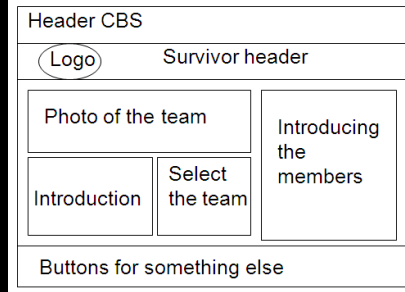 Header CBS
Logo
Survivor header
Photo of the team
Introducing
the
members
Introduction
Select
the team
Buttons for something else